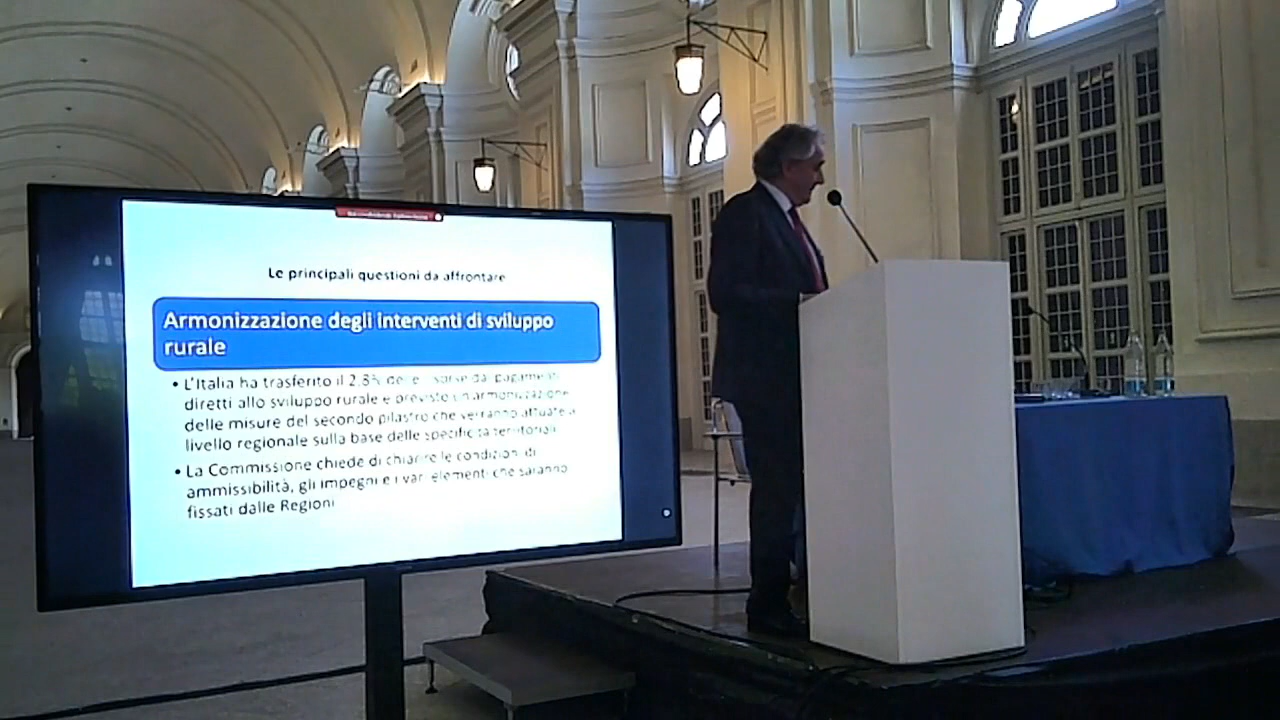 Le principali questioni da affrontare
Armonizzazione degli interventi di sviluppo
rurale
• L'Italia ha trasferito il 2.8% delle risorse dai pagamenti
diretti allo sviluppo rurale e previsto un'armonizzazione
delle misure del secondo pilastro che verranno attuate a
livello regionale sulla base delle specificità territoriali
• La Commissione chiede di chiarire le condizioni di
ammissibilità, gli impegni e i vari elementi che saranno
fissati dalle Regioni